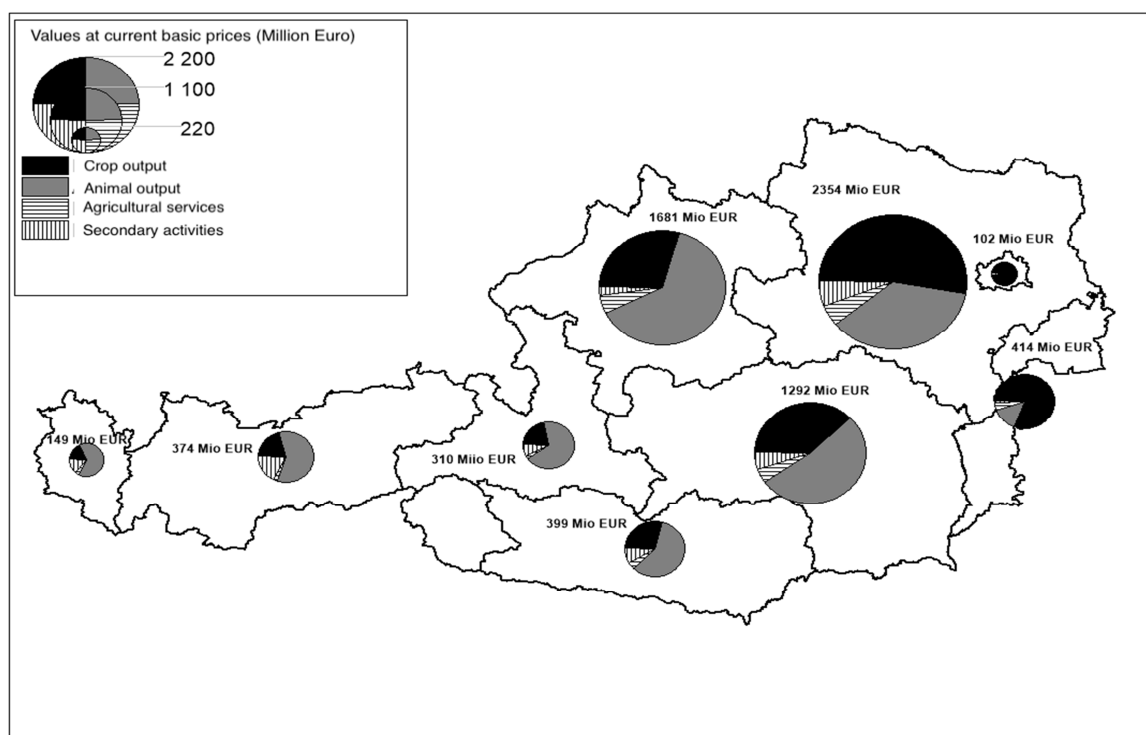 Values at current basic prices (Million Euro)
2 200
1 100
220
Crop output
Animal output
Agricultural services
Secondary activities
2354 Mio EUR
1681 Mio EUR
102 Mio EUR
414 Mio EUR
1292 Mio EUR
149 Mio EUR
374 Mio EUR
310 Miio EUR
399 Mio EUR